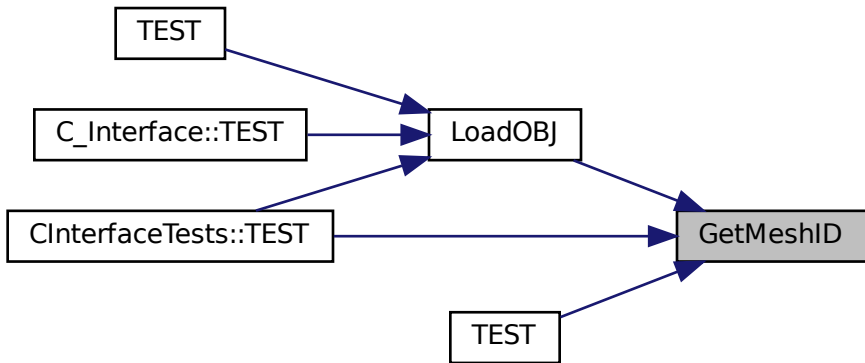 TEST
C_Interface::TEST
LoadOBJ
CInterfaceTests::TEST
GetMeshID
TEST